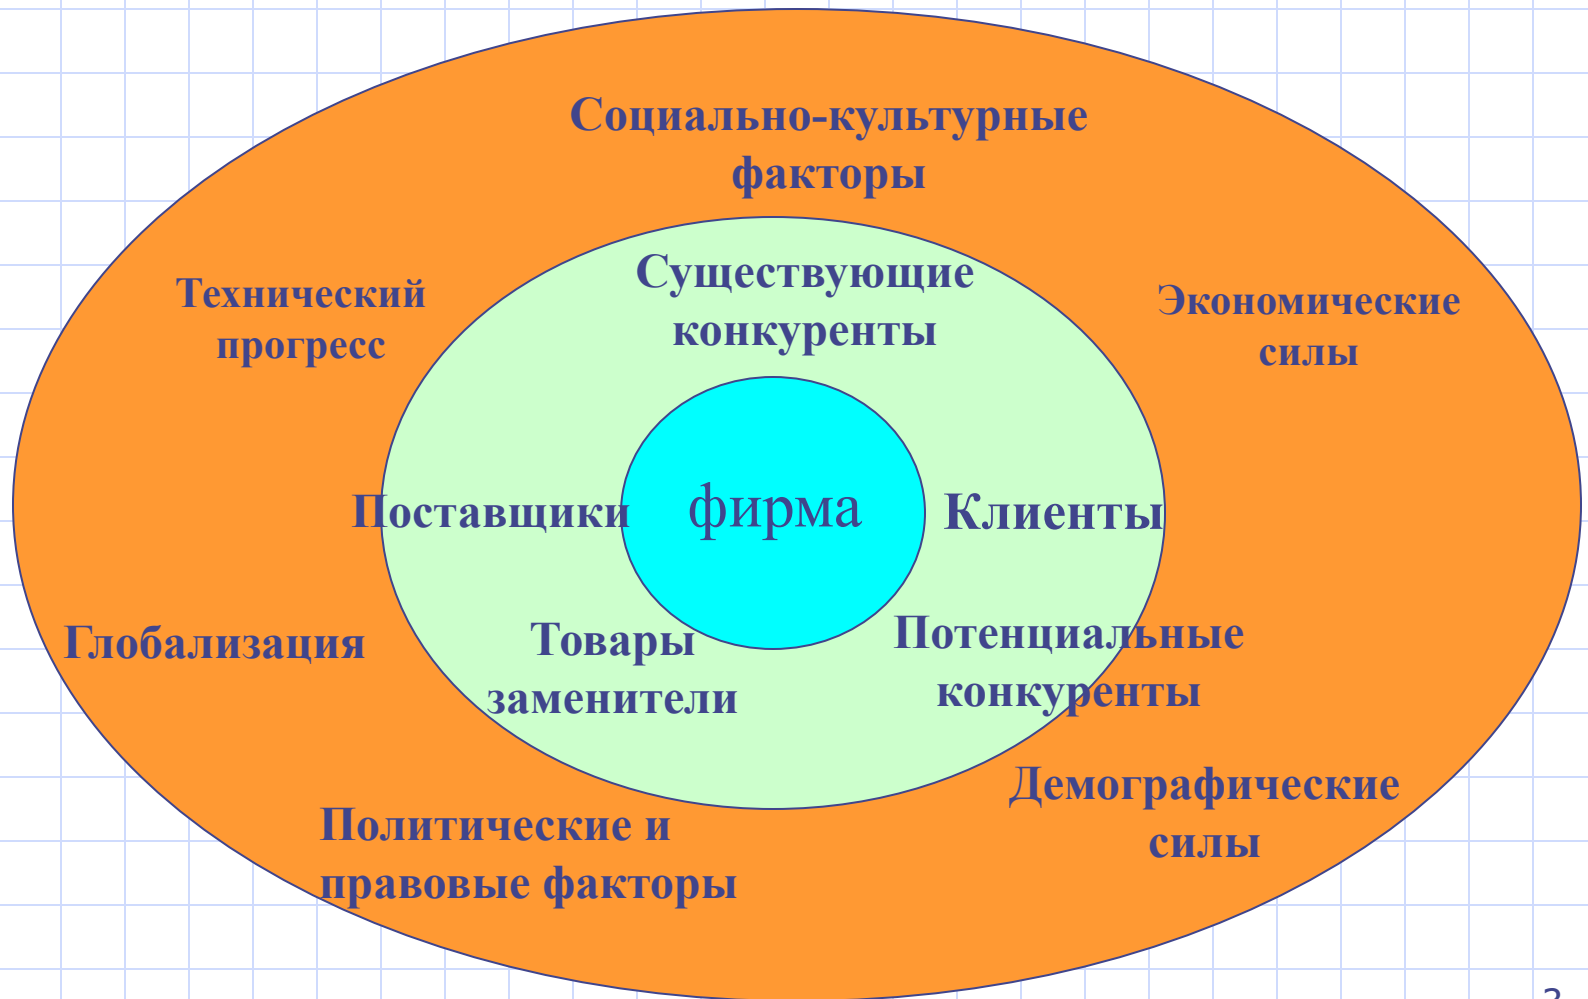 Социально-культурные
факторы
Существующие
конкуренты
Технический
прогресс
Экономические
силы
Поставщики
фирма
Клиенты
Глобализация
Товары
заменители
Потенциальные
конкуренты
Демографические
силы
Политические и
правовые факторы